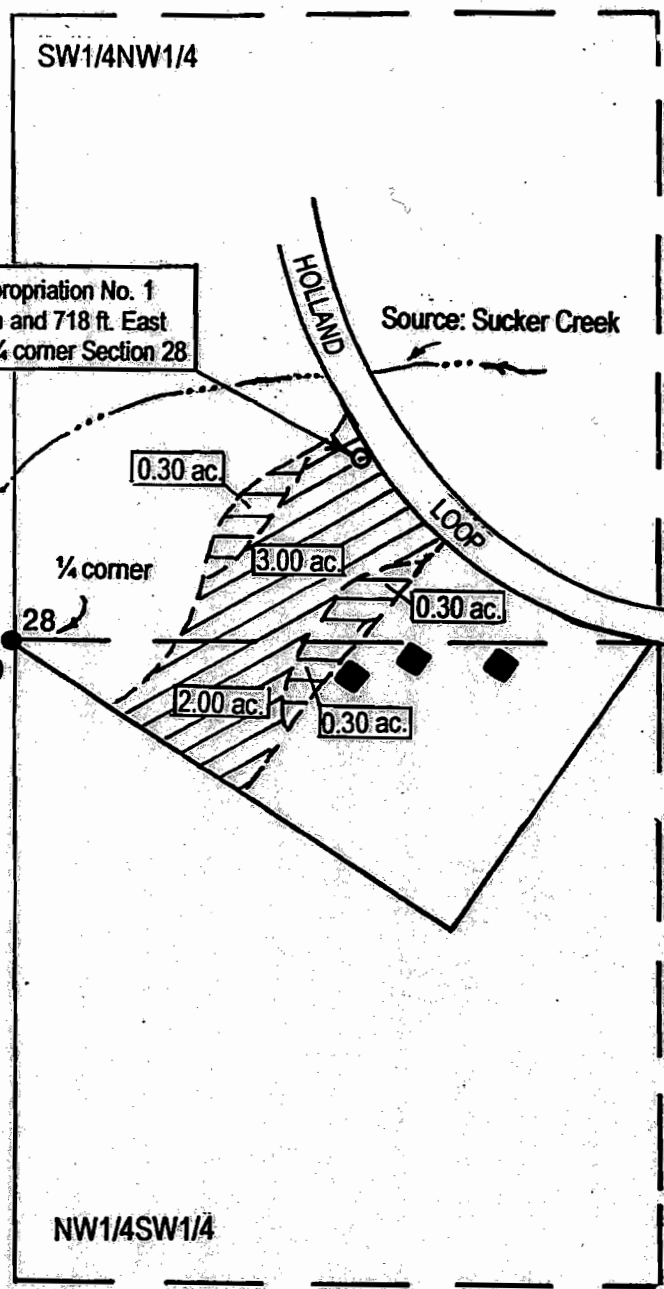 SW1/4NW1/4
HOLLAND
Source: Sucker Creek
propriation No. 1
and 718 ft. East
¼ corner Section 28
0.30 ac.
3.00 ac.
LOOP
¼ corner
0.30 ac.
28
2.00 ac.
0.30 ac.
NW1/4SW1/4